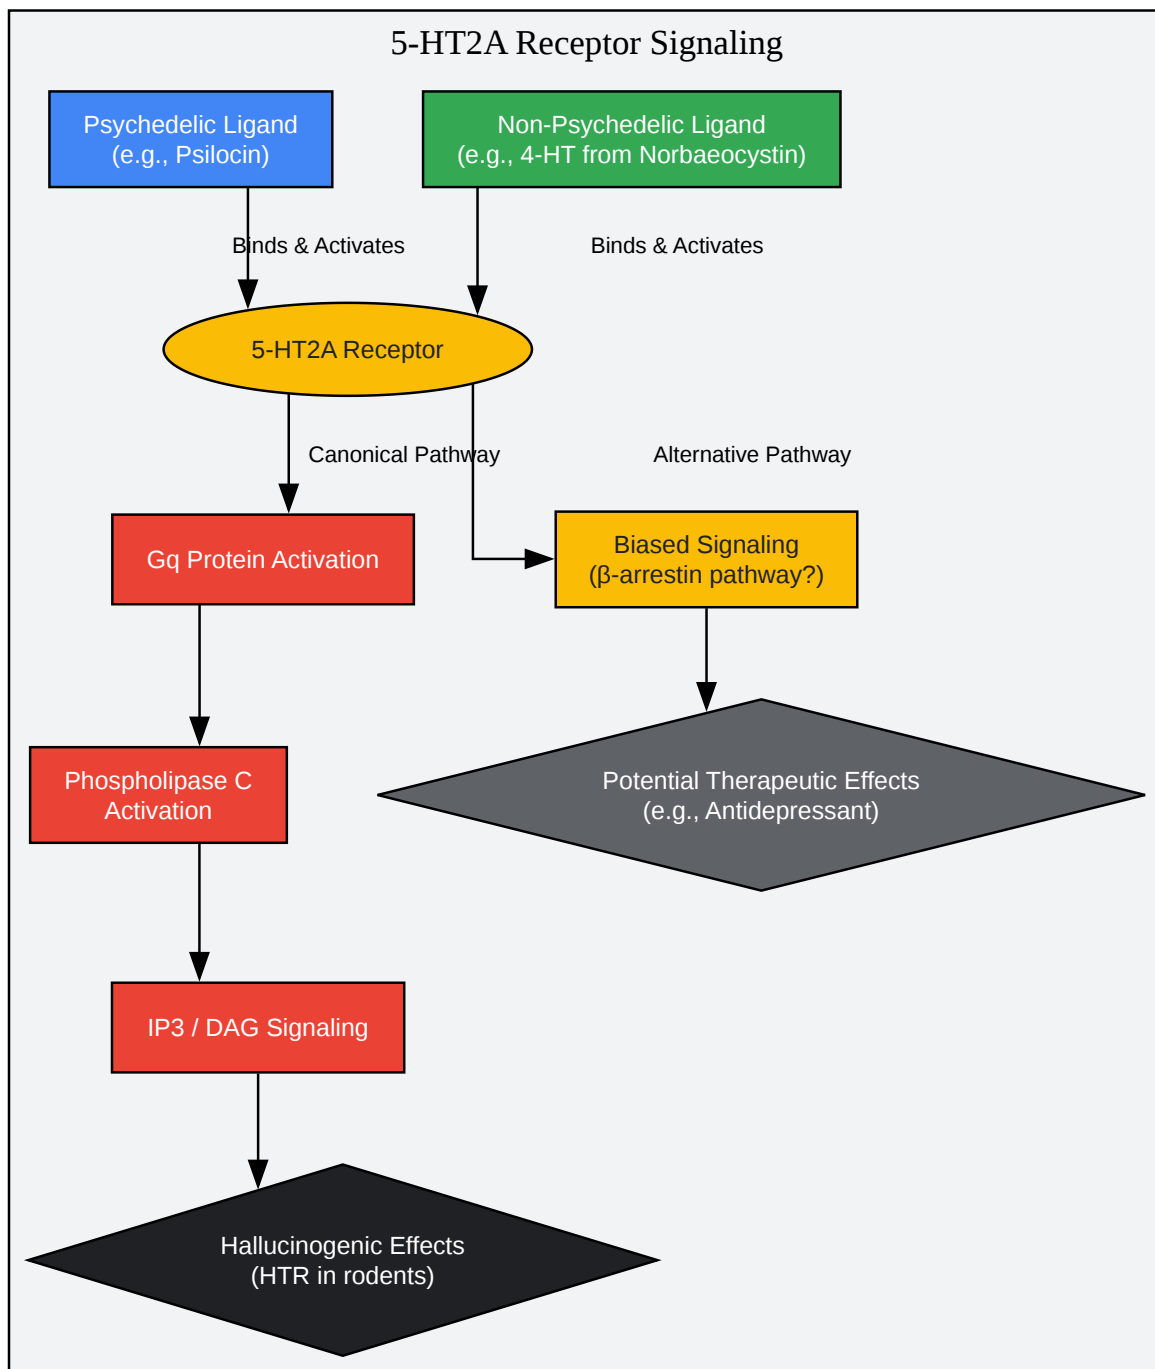 5-HT2A Receptor Signaling
Psychedelic Ligand
(e.g., Psilocin)
Non-Psychedelic Ligand
(e.g., 4-HT from Norbaeocystin)
Binds & Activates
Binds & Activates
5-HT2A Receptor
Canonical Pathway
Alternative Pathway
Gq Protein Activation
Biased Signaling
(β-arrestin pathway?)
Phospholipase C
Activation
Potential Therapeutic Effects
(e.g., Antidepressant)
IP3 / DAG Signaling
Hallucinogenic Effects
(HTR in rodents)